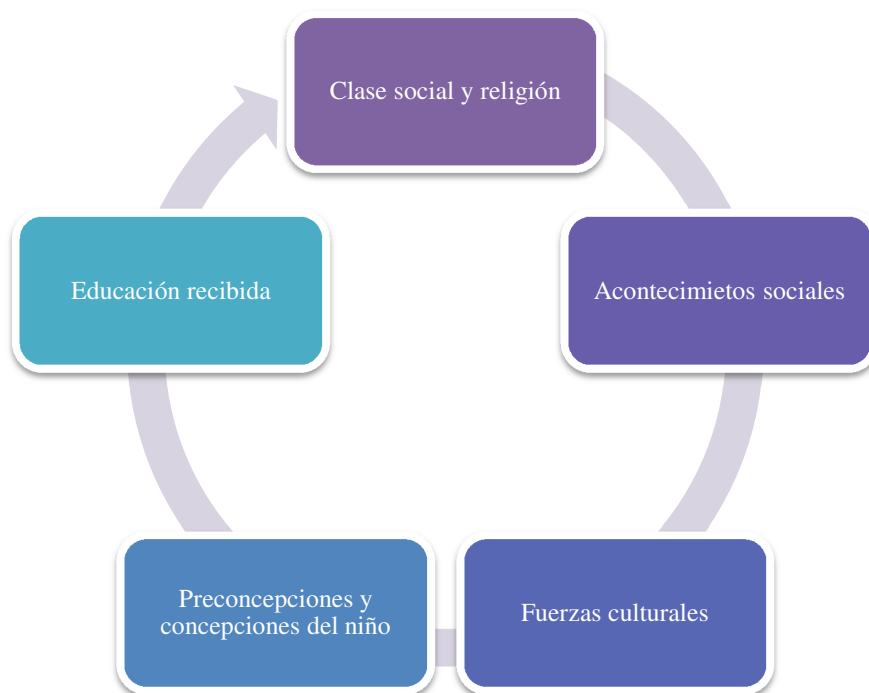 Clase social y religión
Acontecimietos sociales
Fuerzas culturales
Preconcepciones y
concepciones del niño
Educación recibida